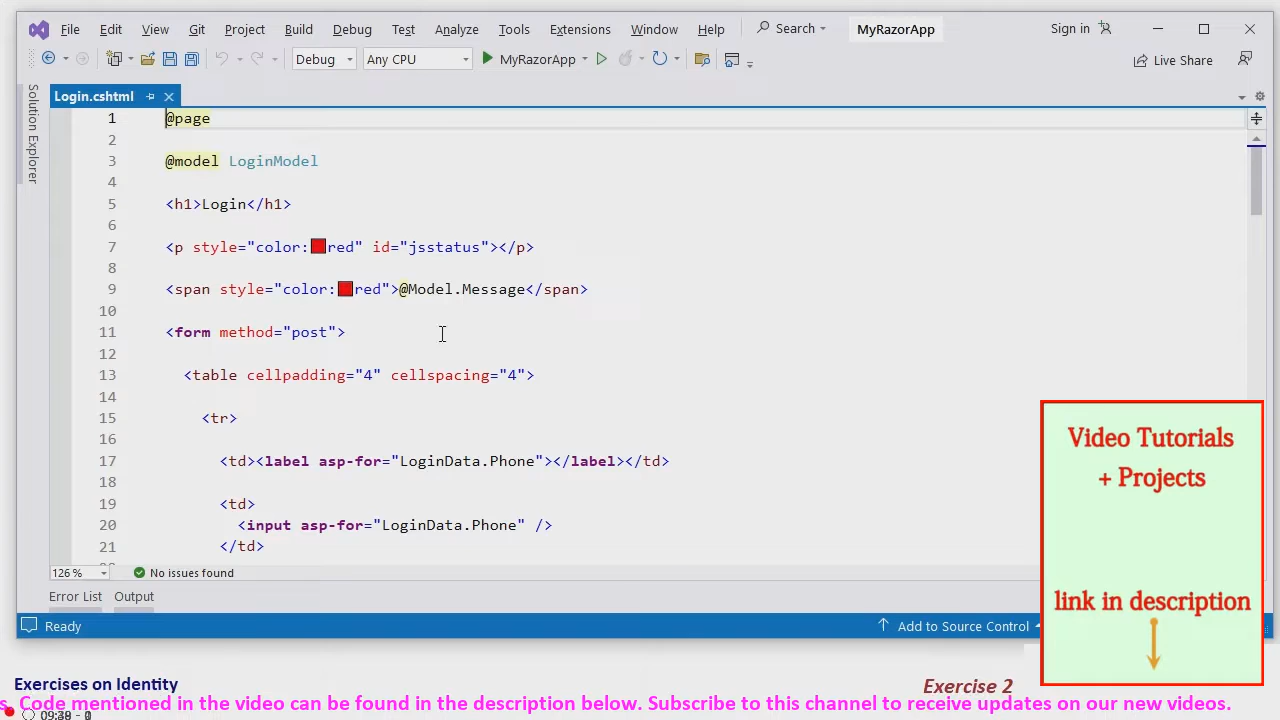 File Edit View Git Project Build Debug Test Analyze Tools Extensions Window Help Search MyRazorApp Sign in
Debug Any CPU MyRazorApp Live Share
Solution Explorer
Login.cshtml
1 @page
2
3 @model LoginModel
4
5 <h1>Login</h1>
6
7 <p style="color:red" id="jsstatus"></p>
8
9 <span style="color:red">@Model.Message</span>
10
11 <form method="post">
12
13 <table cellpadding="4" cellspacing="4">
14
15 <tr>
16
17 <td><label asp-for="LoginData.Phone"></label></td>
18
19 <td>
20 <input asp-for="LoginData.Phone" />
21 </td>
126 % No issues found
Error List Output
Ready Add to Source Control
Video Tutorials
+ Projects
link in description
Exercises on Identity
Exercise 2
s. Code mentioned in the video can be found in the description below. Subscribe to this channel to receive updates on our new videos.